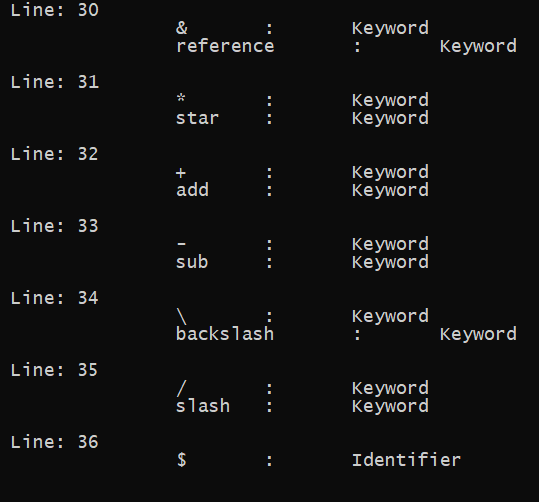 Line: 30
& : Keyword
reference : Keyword
Line: 31
* : Keyword
star : Keyword
Line: 32
+ : Keyword
add : Keyword
Line: 33
- : Keyword
sub : Keyword
Line: 34
\ : Keyword
backslash : Keyword
Line: 35
/ : Keyword
slash : Keyword
Line: 36
$ : Identifier